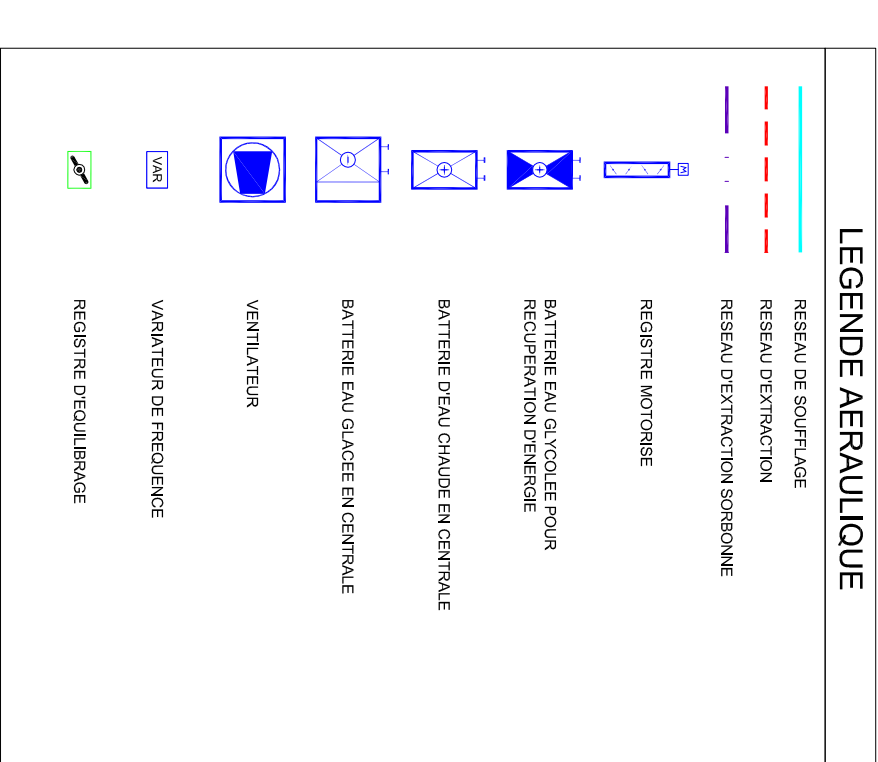 LEGENDE AERAULIQUE
RESEAU DE SOUFFLAGE
RESEAU D'EXTRACTION
RESEAU D'EXTRACTION SORBONNE
M
REGISTRE MOTORISE
BATTERIE EAU GLYCOLEE POUR
RECUPERATION D'ENERGIE
BATTERIE D'EAU CHAUDE EN CENTRALE
BATTERIE EAU GLACEE EN CENTRALE
VENTILATEUR
VAR
VARIATEUR DE FREQUENCE
REGISTRE D'EQUILIBRAGE